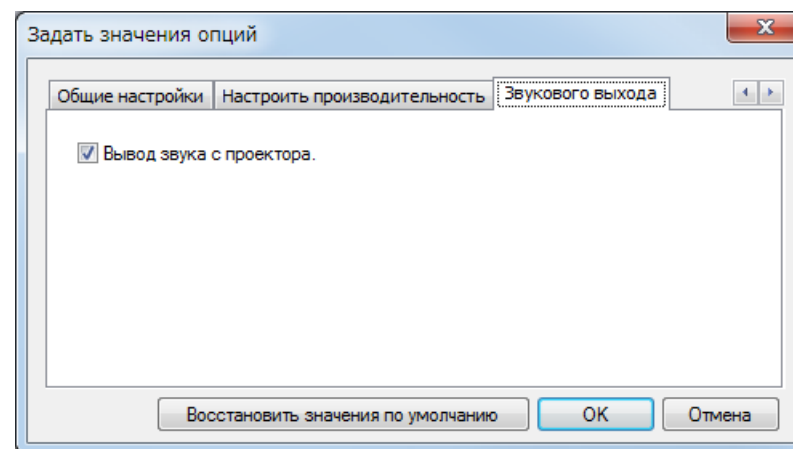 Задать значения опций
Общие настройки Настроить производительность Звукового выхода
Вывод звука с проектора.
Восстановить значения по умолчанию OK Отмена